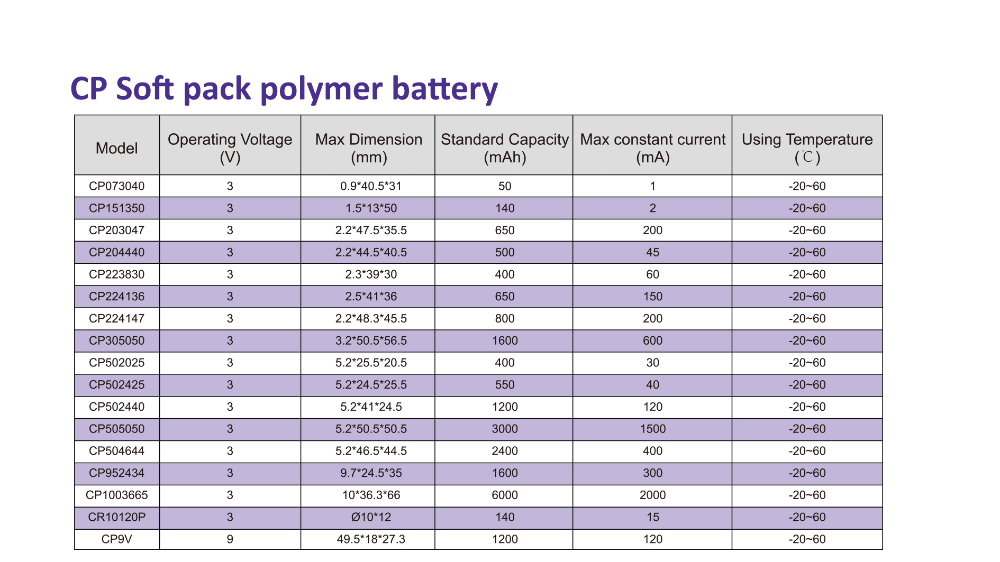 CP Soft pack polymer battery
Model Operating Voltage (V) Max Dimension (mm) Standard Capacity (mAh) Max constant current (mA) Using Temperature (℃)
CP073040 3 0.9*40.5*31 50 1 -20~60
CP151350 3 1.5*13*50 140 2 -20~60
CP203047 3 2.2*47.5*35.5 650 200 -20~60
CP204440 3 2.2*44.5*40.5 500 45 -20~60
CP223830 3 2.3*39*30 400 60 -20~60
CP224136 3 2.5*41*36 650 150 -20~60
CP224147 3 2.2*48.3*45.5 800 200 -20~60
CP305050 3 3.2*50.5*56.5 1600 600 -20~60
CP502025 3 5.2*25.5*20.5 400 30 -20~60
CP502425 3 5.2*24.5*25.5 550 40 -20~60
CP502440 3 5.2*41*24.5 1200 120 -20~60
CP505050 3 5.2*50.5*50.5 3000 1500 -20~60
CP504644 3 5.2*46.5*44.5 2400 400 -20~60
CP952434 3 9.7*24.5*35 1600 300 -20~60
CP1003665 3 10*36.3*66 6000 2000 -20~60
CR10120P 3 Ø10*12 140 15 -20~60
CP9V 9 49.5*18*27.3 1200 120 -20~60